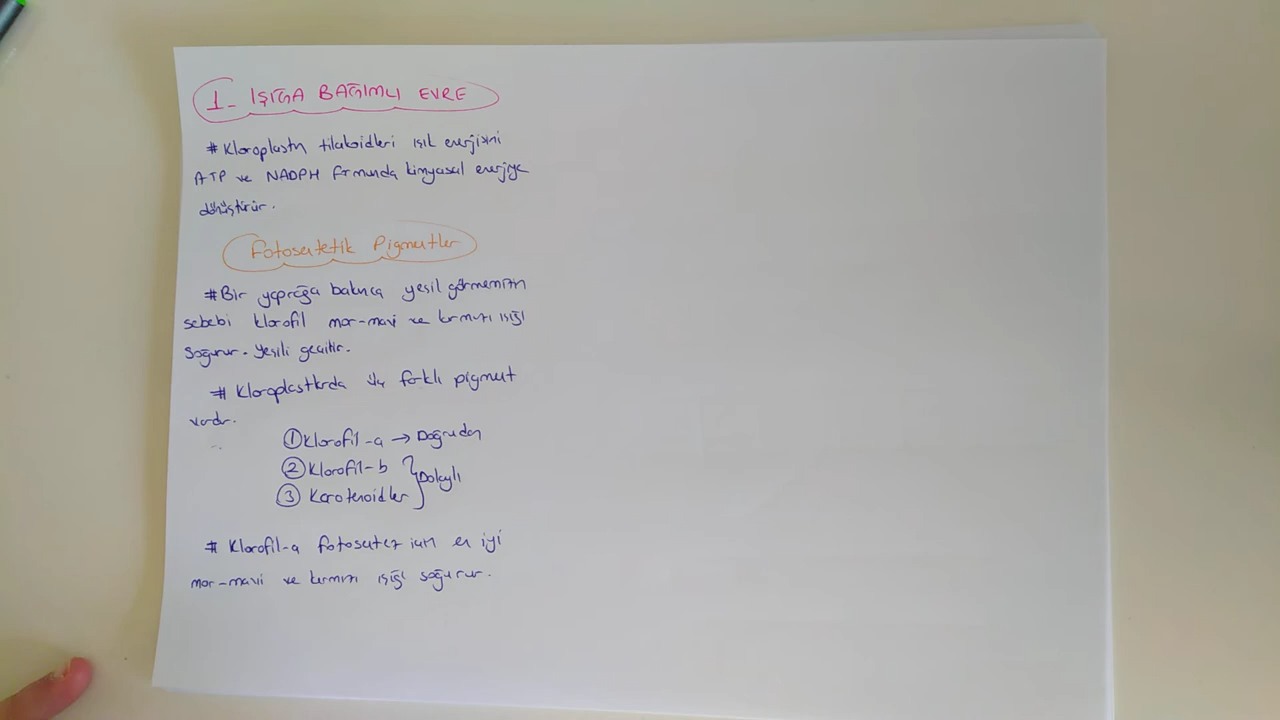 1- IŞIĞA BAĞIMLI EVRE
# Kloroplastın tilakoidleri ışık enerjisini
ATP ve NADPH formunda kimyasal enerjiye
dönüştürür.
Fotosentetik Pigmentler
# Bir yaprağa bakınca yeşil görmemizin
sebebi klorofil mor-mavi ve kırmızı ışığı
soğurur. Yeşili geçirir.
# Kloroplastlarda üç farklı pigment
vardır.
① Klorofil-a → Doğrudan
② Klorofil-b } Dolaylı
③ Karotenoidler
# Klorofil-a fotosentez için en iyi
mor-mavi ve kırmızı ışığı soğurur.